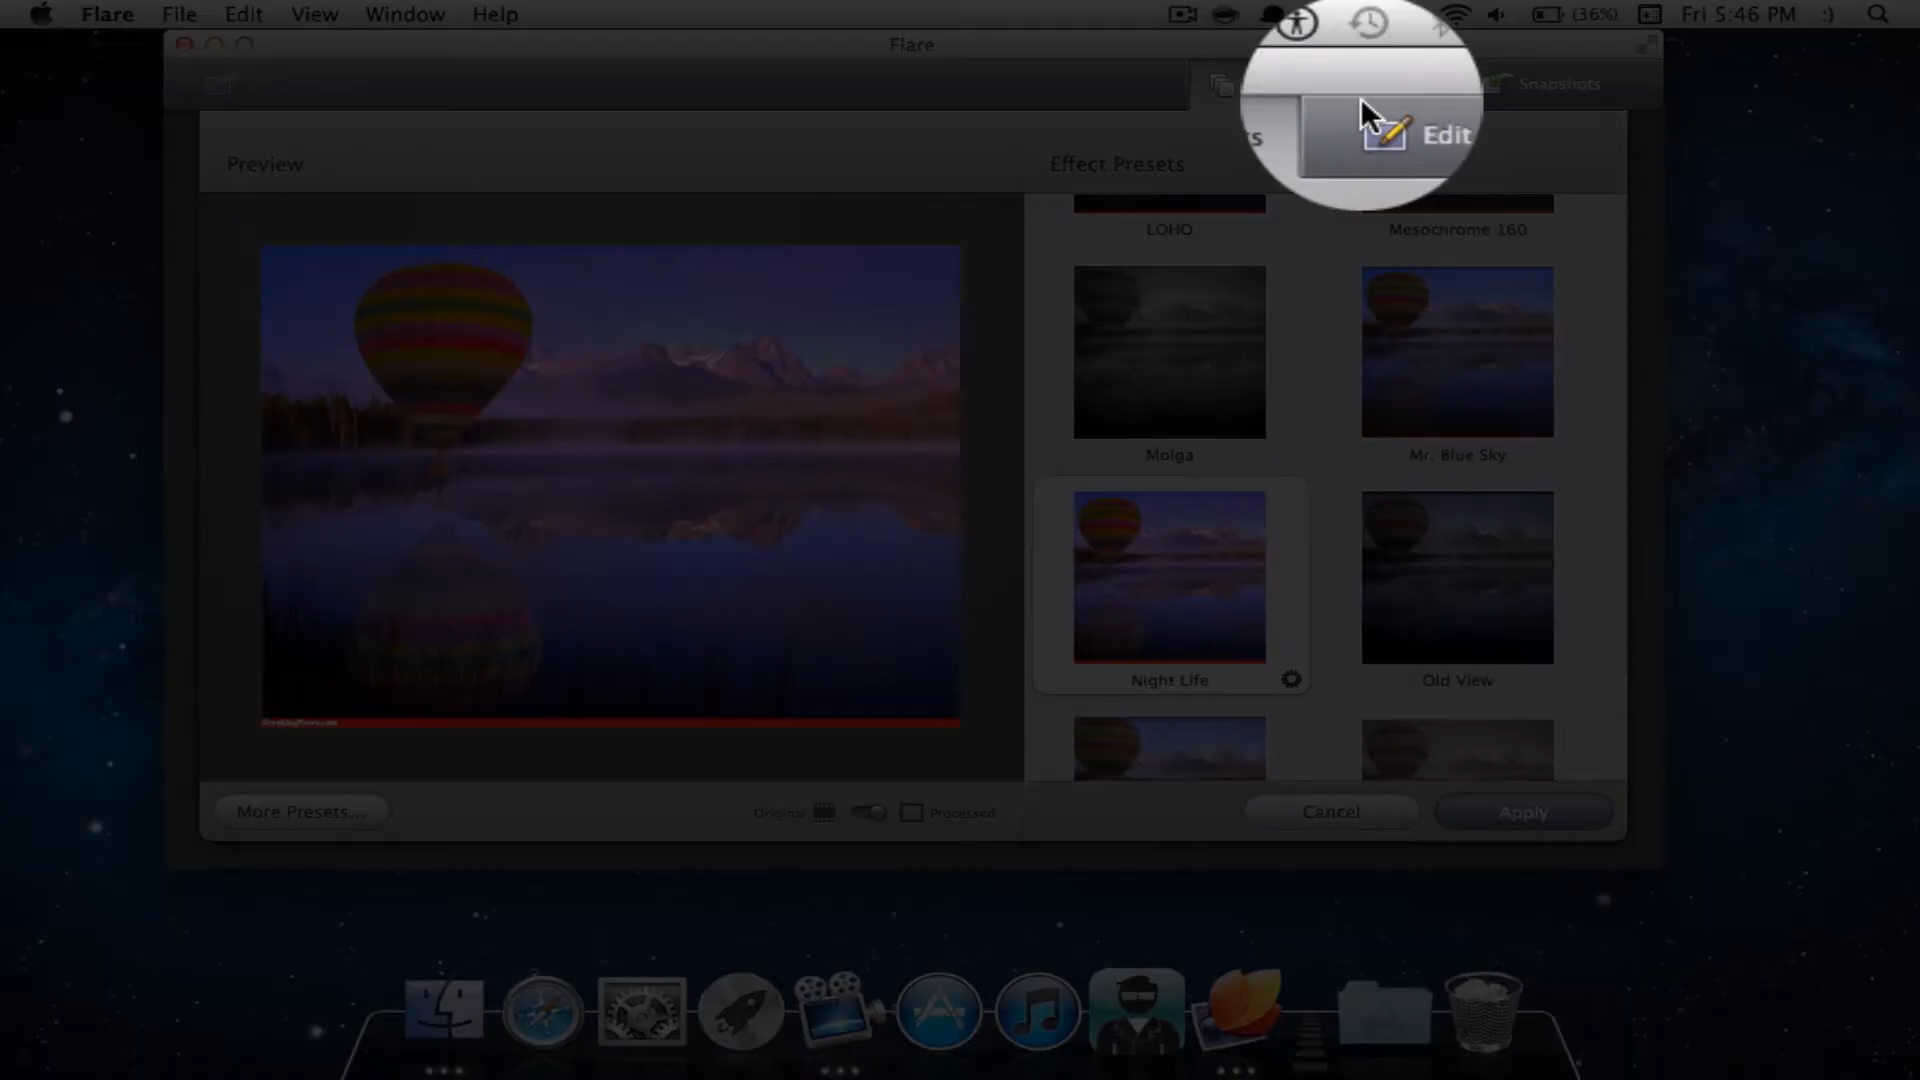 Flare File Edit View Window Help
(36%) Fri 5:46 PM :)
Flare
s Edit
Snapshots
Preview
Effect Presets
LOHO
Mesochrome 160
Molga
Mr. Blue Sky
Night Life
Old View
More Presets...
Original
Processed
Cancel
Apply